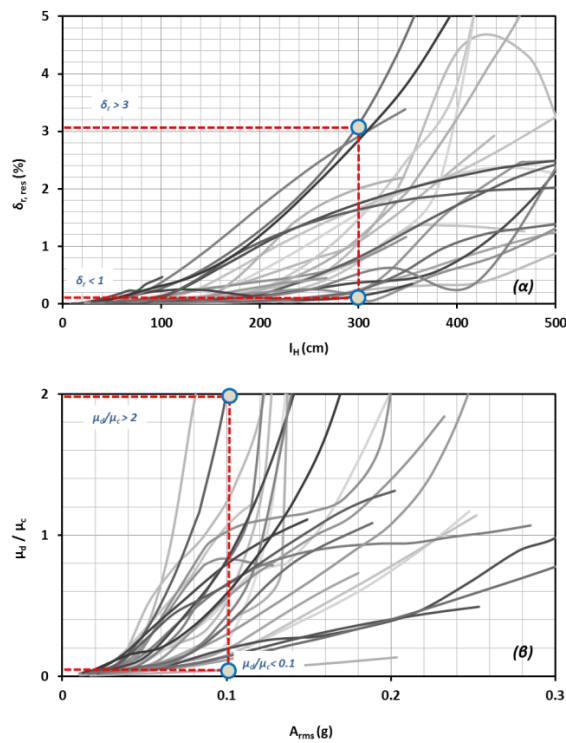 5
4
δr, res (%)
3
2
1
0
δr > 3
δr < 1
(α)
0 100 200 300 400 500
IH (cm)
2
μd / μc
1
0
μd/μc > 2
μd/μc < 0.1
(β)
0 0.1 0.2 0.3
Arms (g)